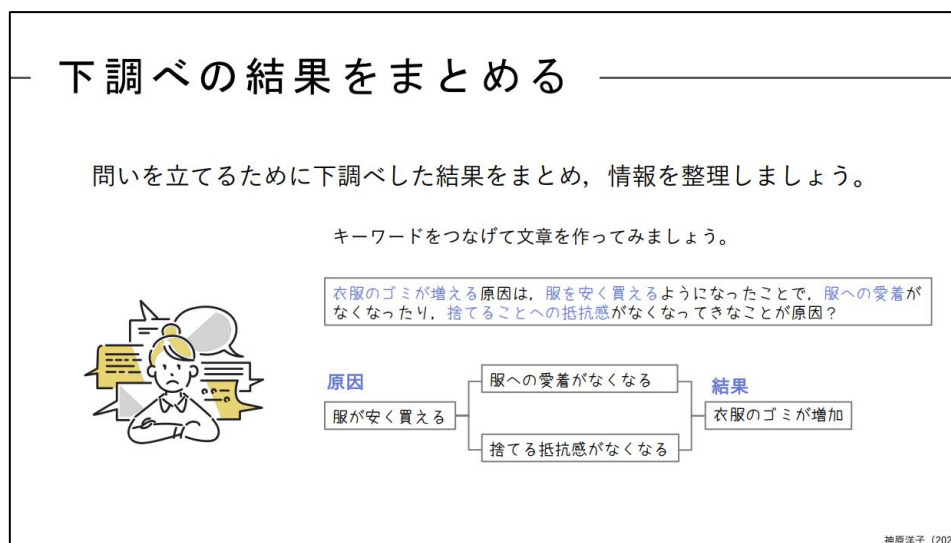 下調べの結果をまとめる
問いを立てるために下調べした結果をまとめ，情報を整理しましょう。
キーワードをつなげて文章を作ってみましょう。
衣服のゴミが増える原因は，服を安く買えるようになったことで，服への愛着が
なくなったり，捨てることへの抵抗感がなくなってきなことが原因？
原因
服が安く買える
服への愛着がなくなる
捨てる抵抗感がなくなる
結果
衣服のゴミが増加
神原洋子（202